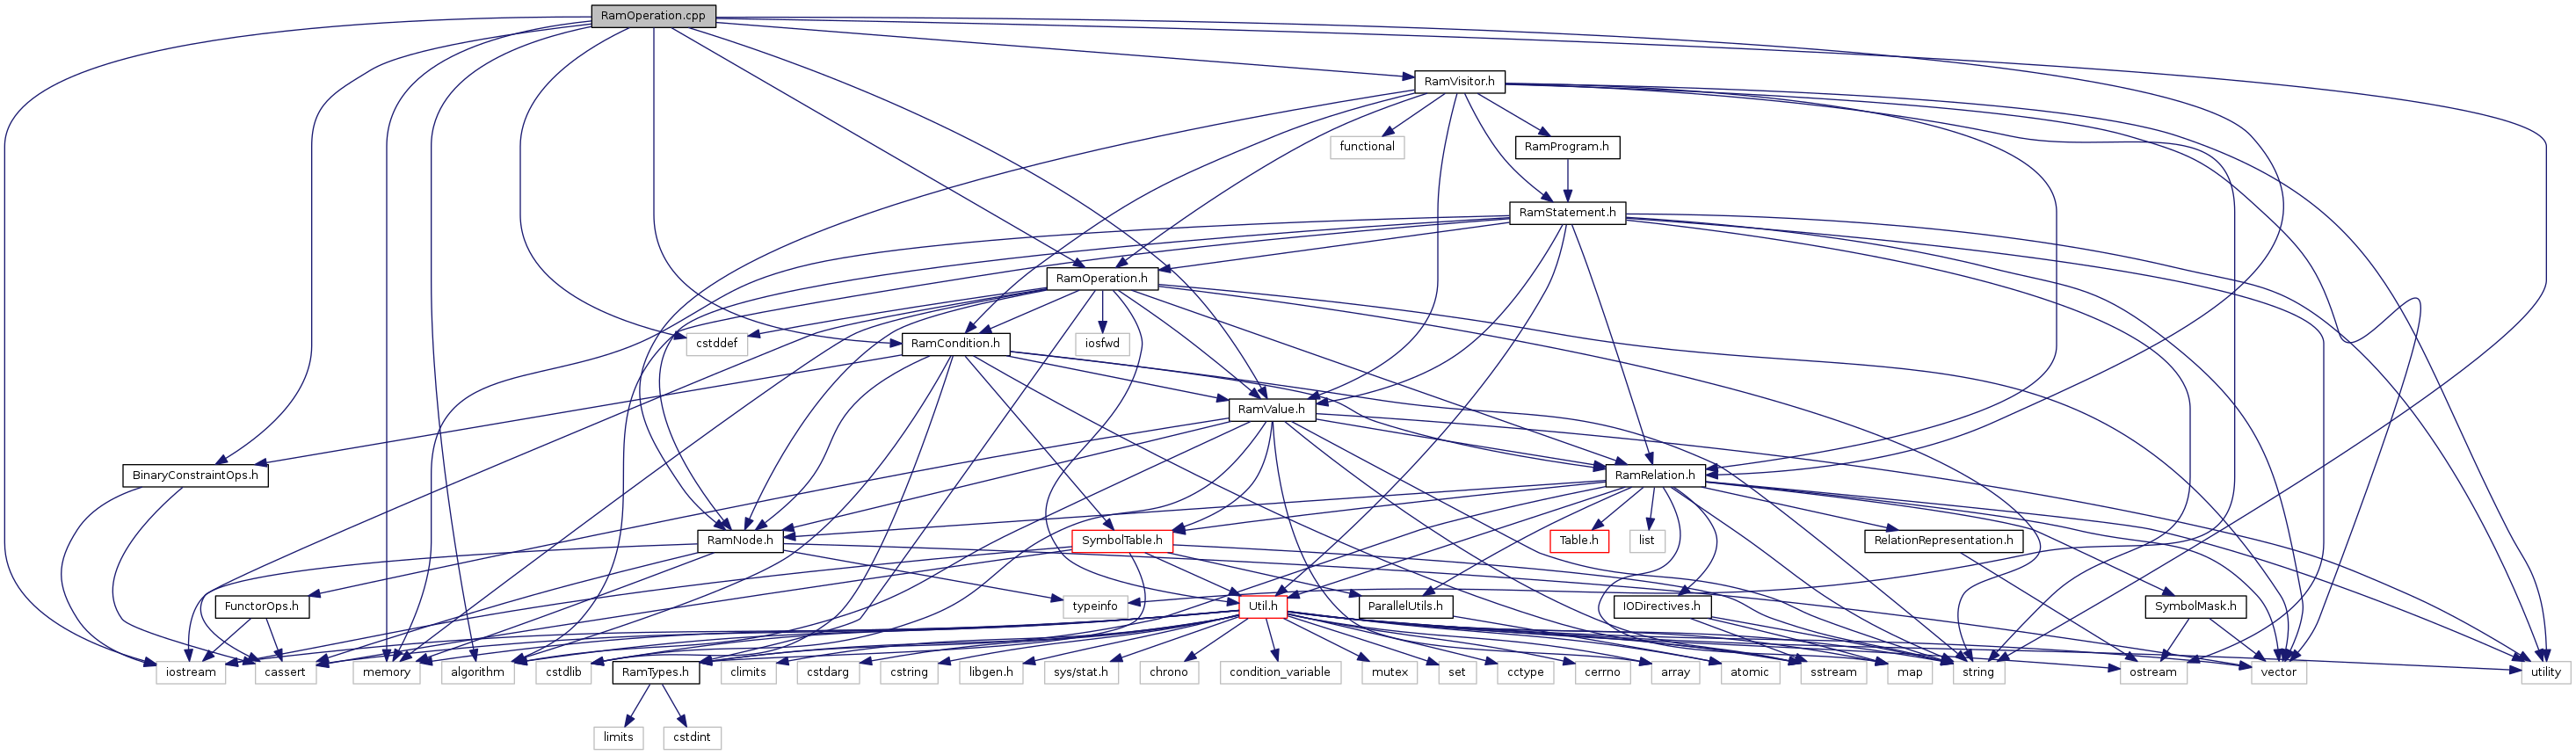 RamOperation.cpp
RamVisitor.h
functional
RamProgram.h
RamStatement.h
RamOperation.h
cstddef
RamCondition.h
iosfwd
RamValue.h
BinaryConstraintOps.h
RamRelation.h
RamNode.h
SymbolTable.h
Table.h
list
RelationRepresentation.h
FunctorOps.h
typeinfo
Util.h
ParallelUtils.h
IODirectives.h
SymbolMask.h
iostream
cassert
memory
algorithm
cstdlib
RamTypes.h
climits
cstdarg
cstring
libgen.h
sys/stat.h
chrono
condition_variable
mutex
set
cctype
cerrno
array
atomic
sstream
map
string
ostream
vector
utility
limits
cstdint